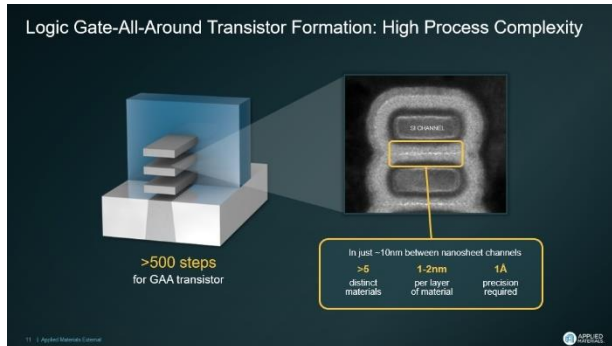 Logic Gate-All-Around Transistor Formation: High Process Complexity
SI CHANNEL
>500 steps
for GAA transistor
In just ~10nm between nanosheet channels
>5
distinct
materials
1-2nm
per layer
of material
1Å
precision
required
11 | Applied Materials External
APPLIED
MATERIALS